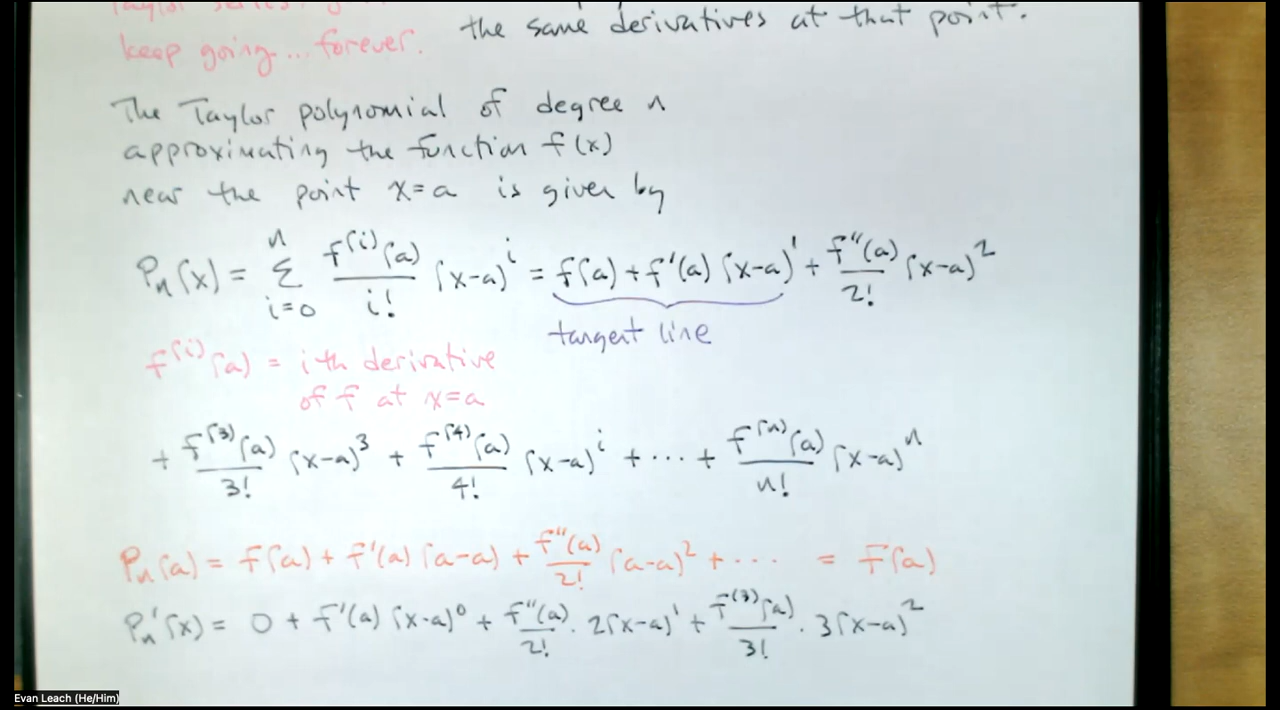 Taylor series:
keep going... forever. the same derivatives at that point.
The Taylor polynomial of degree n
approximating the function f(x)
near the point x=a is given by
Pₙ(x) = Σ_{i=0}^{n} f^(i)(a)/i! (x-a)^i = f(a) + f'(a)(x-a)^1 + f''(a)/2! (x-a)^2
tangent line
f^(i)(a) = ith derivative
of f at x=a
+ f^(3)(a)/3! (x-a)^3 + f^(4)(a)/4! (x-a)^i + ... + f^(n)(a)/n! (x-a)^n
Pₙ(a) = f(a) + f'(a)(a-a) + f''(a)/2! (a-a)^2 + ... = f(a)
Pₙ'(x) = 0 + f'(a)(x-a)^0 + f''(a)/2! · 2(x-a)^1 + f^(3)(a)/3! · 3(x-a)^2
Evan Leach (He/Him)